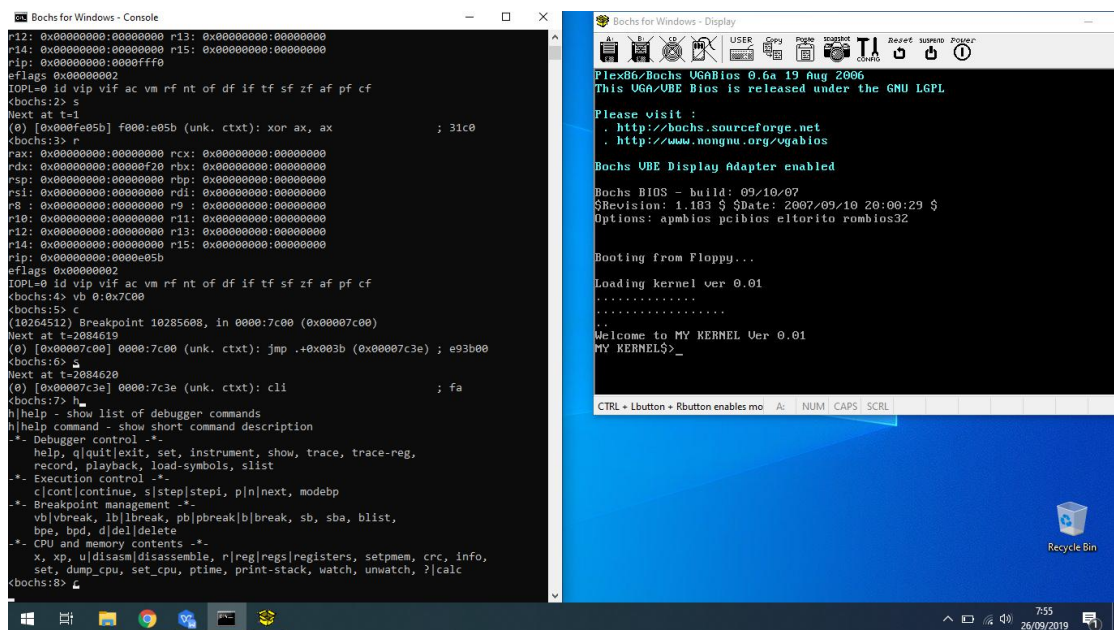 Bochs for Windows - Console
r12: 0x00000000:00000000 r13: 0x00000000:00000000
r14: 0x00000000:00000000 r15: 0x00000000:00000000
rip: 0x00000000:0000fff0
eflags 0x00000002
IOPL=0 id vip vif ac vm rf nt of df if tf sf zf af pf cf
<bochs:2> s
Next at t=1
(0) [0x000fe05b] f000:e05b (unk. ctxt): xor ax, ax ; 31c0
<bochs:3> r
rax: 0x00000000:00000000 rcx: 0x00000000:00000000
rdx: 0x00000000:00000f20 rbx: 0x00000000:00000000
rsp: 0x00000000:00000000 rbp: 0x00000000:00000000
rsi: 0x00000000:00000000 rdi: 0x00000000:00000000
r8 : 0x00000000:00000000 r9 : 0x00000000:00000000
r10: 0x00000000:00000000 r11: 0x00000000:00000000
r12: 0x00000000:00000000 r13: 0x00000000:00000000
r14: 0x00000000:00000000 r15: 0x00000000:00000000
rip: 0x00000000:0000e05b
eflags 0x00000002
IOPL=0 id vip vif ac vm rf nt of df if tf sf zf af pf cf
<bochs:4> vb 0:0x7C00
<bochs:5> c
(10264512) Breakpoint 10285608, in 0000:7c00 (0x00007c00)
Next at t=2084619
(0) [0x00007c00] 0000:7c00 (unk. ctxt): jmp .+0x003b (0x00007c3e) ; e93b00
<bochs:6> s
Next at t=2084620
(0) [0x00007c3e] 0000:7c3e (unk. ctxt): cli ; fa
<bochs:7> h
h|help - show list of debugger commands
h|help command - show short command description
-*- Debugger control -*-
help, q|quit|exit, set, instrument, show, trace, trace-reg,
record, playback, load-symbols, slist
-*- Execution control -*-
c|cont|continue, s|step|stepi, p|n|next, modebp
-*- Breakpoint management -*-
vb|vbreak, lb|lbreak, pb|pbreak|b|break, sb, sba, blist,
bpe, bpd, d|del|delete
-*- CPU and memory contents -*-
x, xp, u|disasm|disassemble, r|reg|regs|registers, setpmem, crc, info,
set, dump_cpu, set_cpu, ptime, print-stack, watch, unwatch, ?|calc
<bochs:8> c
Bochs for Windows - Display
A: B: CD USER Copy Poste snapshot CONFIG Reset SUSPEND Power
Plex86/Bochs VGABios 0.6a 19 Aug 2006
This VGA/VBE Bios is released under the GNU LGPL
Please visit :
. http://bochs.sourceforge.net
. http://www.nongnu.org/vgabios
Bochs VBE Display Adapter enabled
Bochs BIOS - build: 09/10/07
$Revision: 1.183 $ $Date: 2007/09/10 20:00:29 $
Options: apmbios pcibios eltorito rombios32
Booting from Floppy...
Loading kernel ver 0.01
..............
.................
..
Welcome to MY KERNEL Ver 0.01
MY KERNEL$>_
CTRL + Lbutton + Rbutton enables mo A: NUM CAPS SCRL
Recycle Bin
7:55
26/09/2019